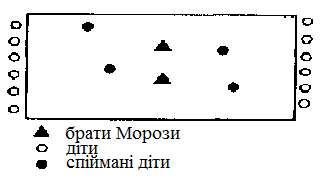 брати Морози
діти
спіймані діти